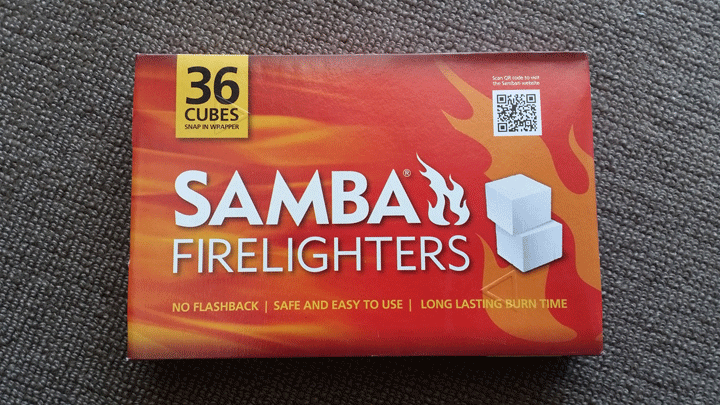 36
CUBES
SNAP IN WRAPPER
Scan QR code to visit
the Samba® website
SAMBA®
FIRELIGHTERS
NO FLASHBACK | SAFE AND EASY TO USE | LONG LASTING BURN TIME